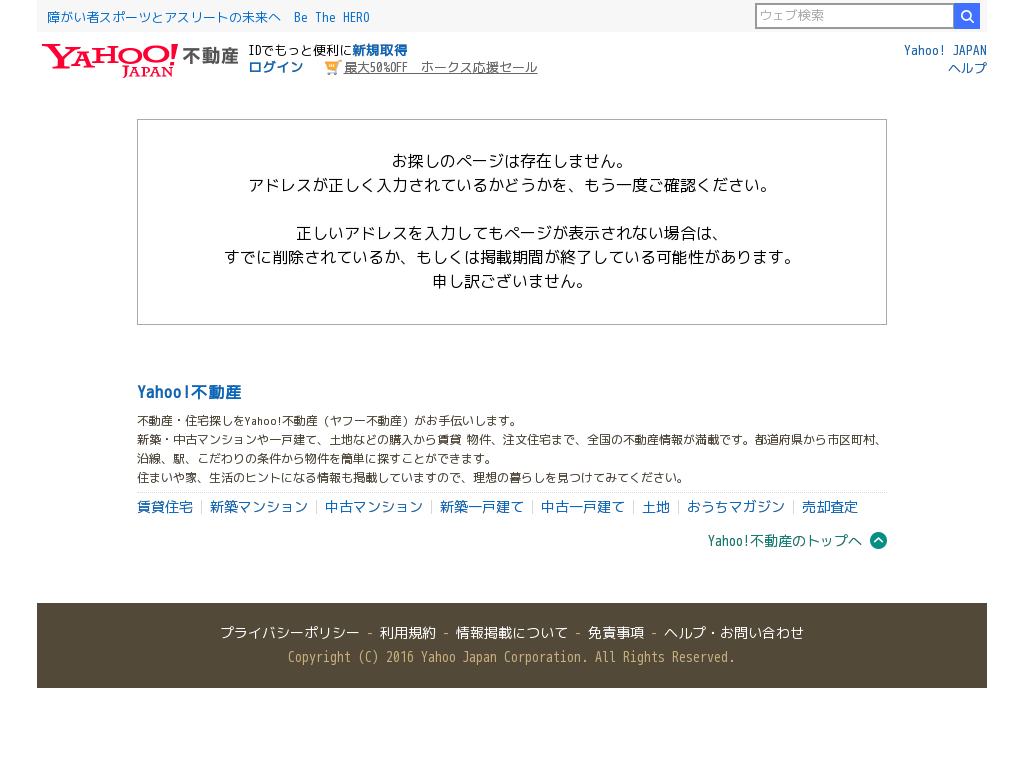 障がい者スポーツとアスリートの未来へ　Be The HERO
ウェブ検索
YAHOO! JAPAN 不動産
IDでもっと便利に新規取得
ログイン
最大50%OFF　ホークス応援セール
Yahoo! JAPAN
ヘルプ
お探しのページは存在しません。
アドレスが正しく入力されているかどうかを、もう一度ご確認ください。
正しいアドレスを入力してもページが表示されない場合は、
すでに削除されているか、もしくは掲載期間が終了している可能性があります。
申し訳ございません。
Yahoo!不動産
不動産・住宅探しをYahoo!不動産（ヤフー不動産）がお手伝いします。
新築・中古マンションや一戸建て、土地などの購入から賃貸 物件、注文住宅まで、全国の不動産情報が満載です。都道府県から市区町村、
沿線、駅、こだわりの条件から物件を簡単に探すことができます。
住まいや家、生活のヒントになる情報も掲載していますので、理想の暮らしを見つけてみてください。
賃貸住宅 新築マンション 中古マンション 新築一戸建て 中古一戸建て 土地 おうちマガジン 売却査定
Yahoo!不動産のトップへ
プライバシーポリシー - 利用規約 - 情報掲載について - 免責事項 - ヘルプ・お問い合わせ
Copyright (C) 2016 Yahoo Japan Corporation. All Rights Reserved.